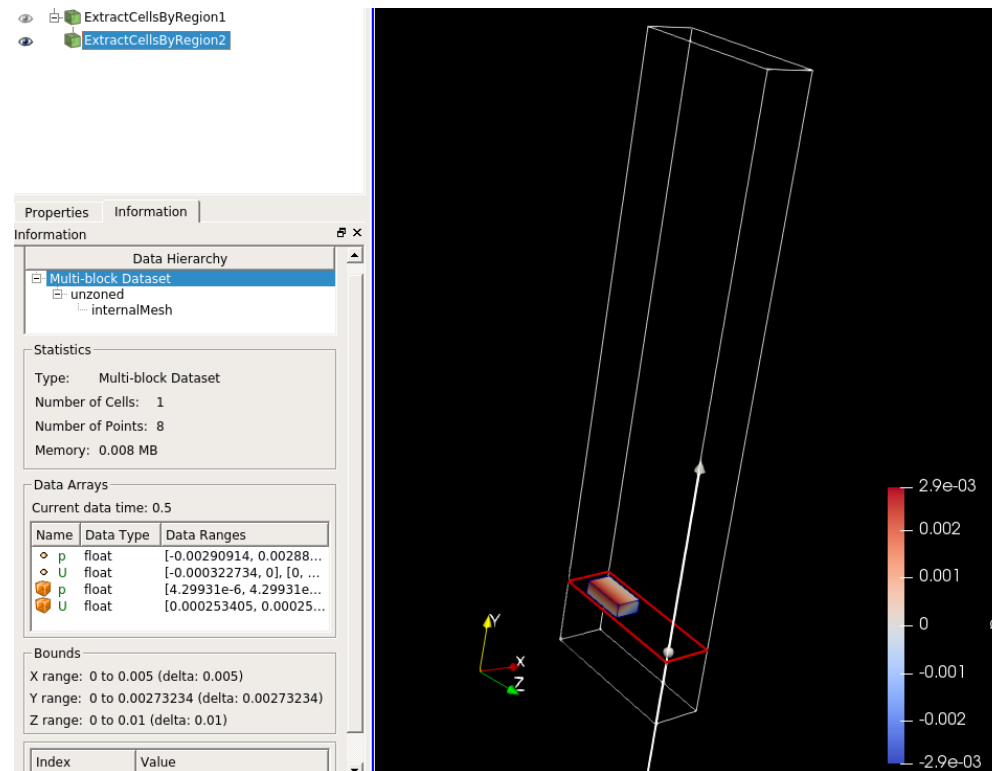 ExtractCellsByRegion1
ExtractCellsByRegion2
Properties
Information
Information
Data Hierarchy
Multi-block Dataset
unzoned
internalMesh
Statistics
Type: Multi-block Dataset
Number of Cells: 1
Number of Points: 8
Memory: 0.008 MB
Data Arrays
Current data time: 0.5
Name Data Type Data Ranges
p float [-0.00290914, 0.00288...
U float [-0.000322734, 0], [0, ...
p float [4.29931e-6, 4.29931e...
U float [0.000253405, 0.00025...
Bounds
X range: 0 to 0.005 (delta: 0.005)
Y range: 0 to 0.00273234 (delta: 0.00273234)
Z range: 0 to 0.01 (delta: 0.01)
Index Value
Y
X
Z
2.9e-03
0.002
0.001
0
-0.001
-0.002
-2.9e-03